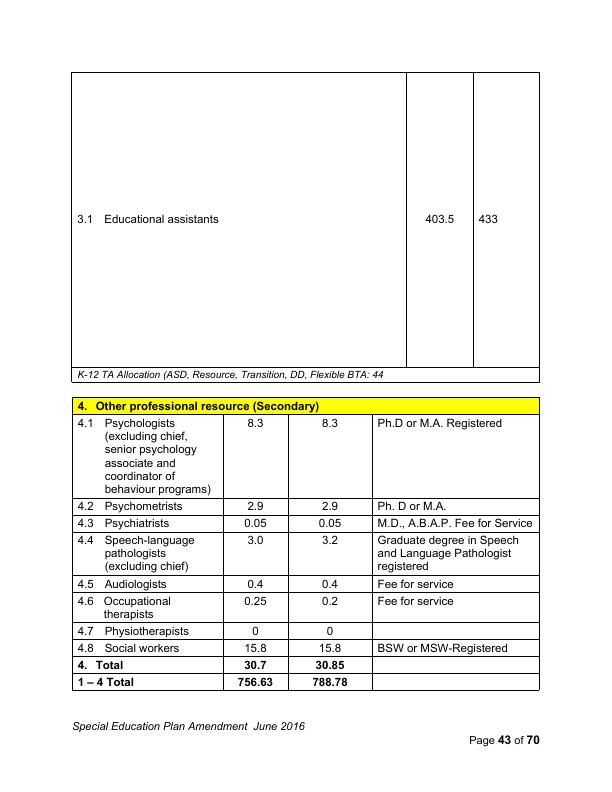 3.1 Educational assistants 403.5 433
K-12 TA Allocation (ASD, Resource, Transition, DD, Flexible BTA: 44
4. Other professional resource (Secondary)
4.1 Psychologists 8.3 8.3 Ph.D or M.A. Registered
(excluding chief,
senior psychology
associate and
coordinator of
behaviour programs)
4.2 Psychometrists 2.9 2.9 Ph. D or M.A.
4.3 Psychiatrists 0.05 0.05 M.D., A.B.A.P. Fee for Service
4.4 Speech-language 3.0 3.2 Graduate degree in Speech
pathologists and Language Pathologist
(excluding chief) registered
4.5 Audiologists 0.4 0.4 Fee for service
4.6 Occupational 0.25 0.2 Fee for service
therapists
4.7 Physiotherapists 0 0
4.8 Social workers 15.8 15.8 BSW or MSW-Registered
4. Total 30.7 30.85
1 – 4 Total 756.63 788.78
Special Education Plan Amendment June 2016
Page 43 of 70